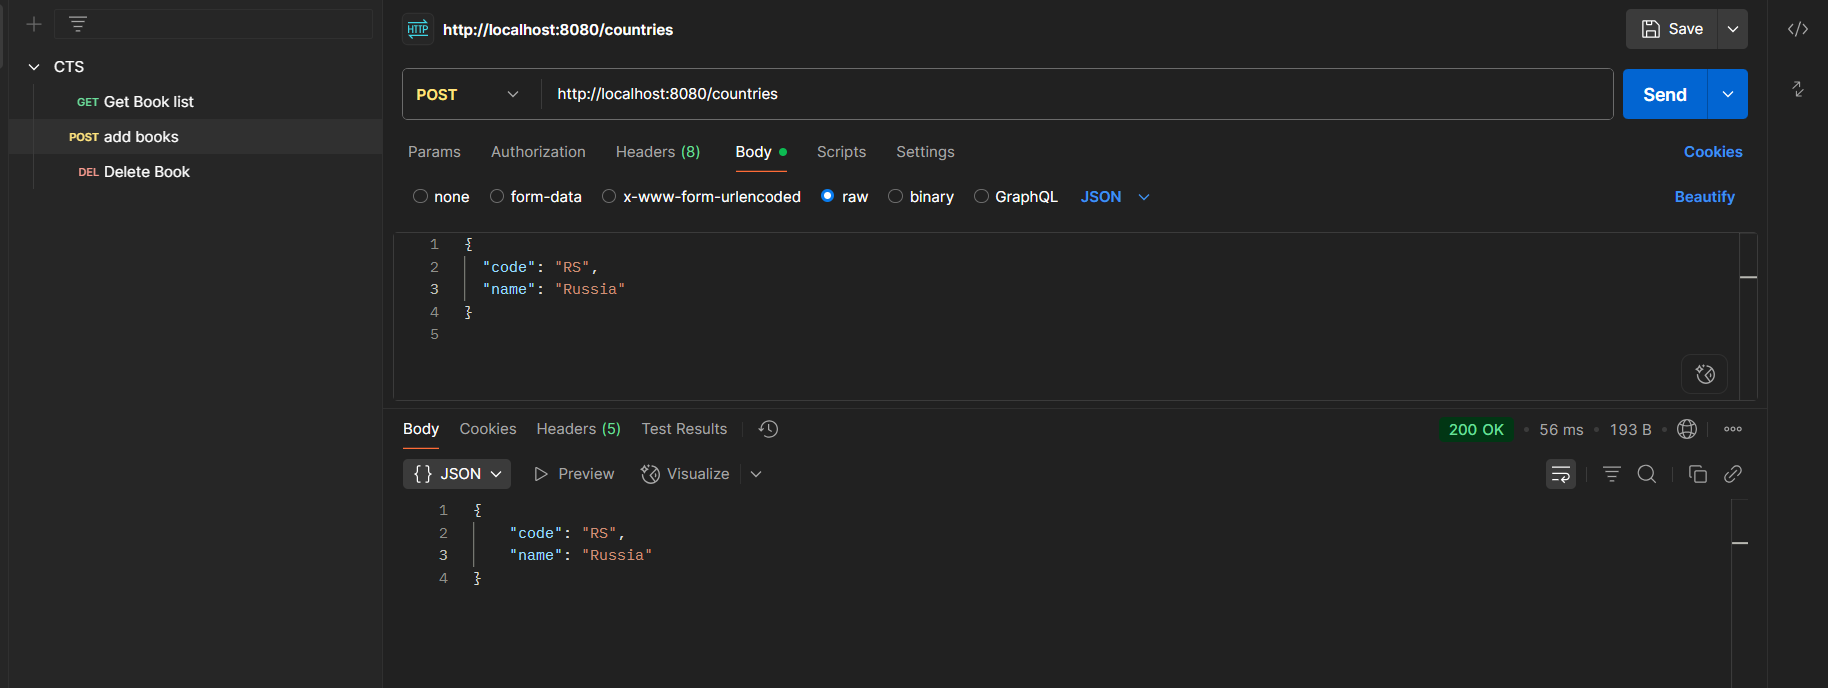 CTS
GET Get Book list
POST add books
DEL Delete Book
HTTP http://localhost:8080/countries
Save
POST http://localhost:8080/countries
Send
Params Authorization Headers (8) Body Scripts Settings Cookies
none form-data x-www-form-urlencoded raw binary GraphQL JSON Beautify
1 {
2 "code": "RS",
3 "name": "Russia"
4 }
5
Body Cookies Headers (5) Test Results 200 OK • 56 ms • 193 B •
{} JSON Preview Visualize
1 {
2 "code": "RS",
3 "name": "Russia"
4 }